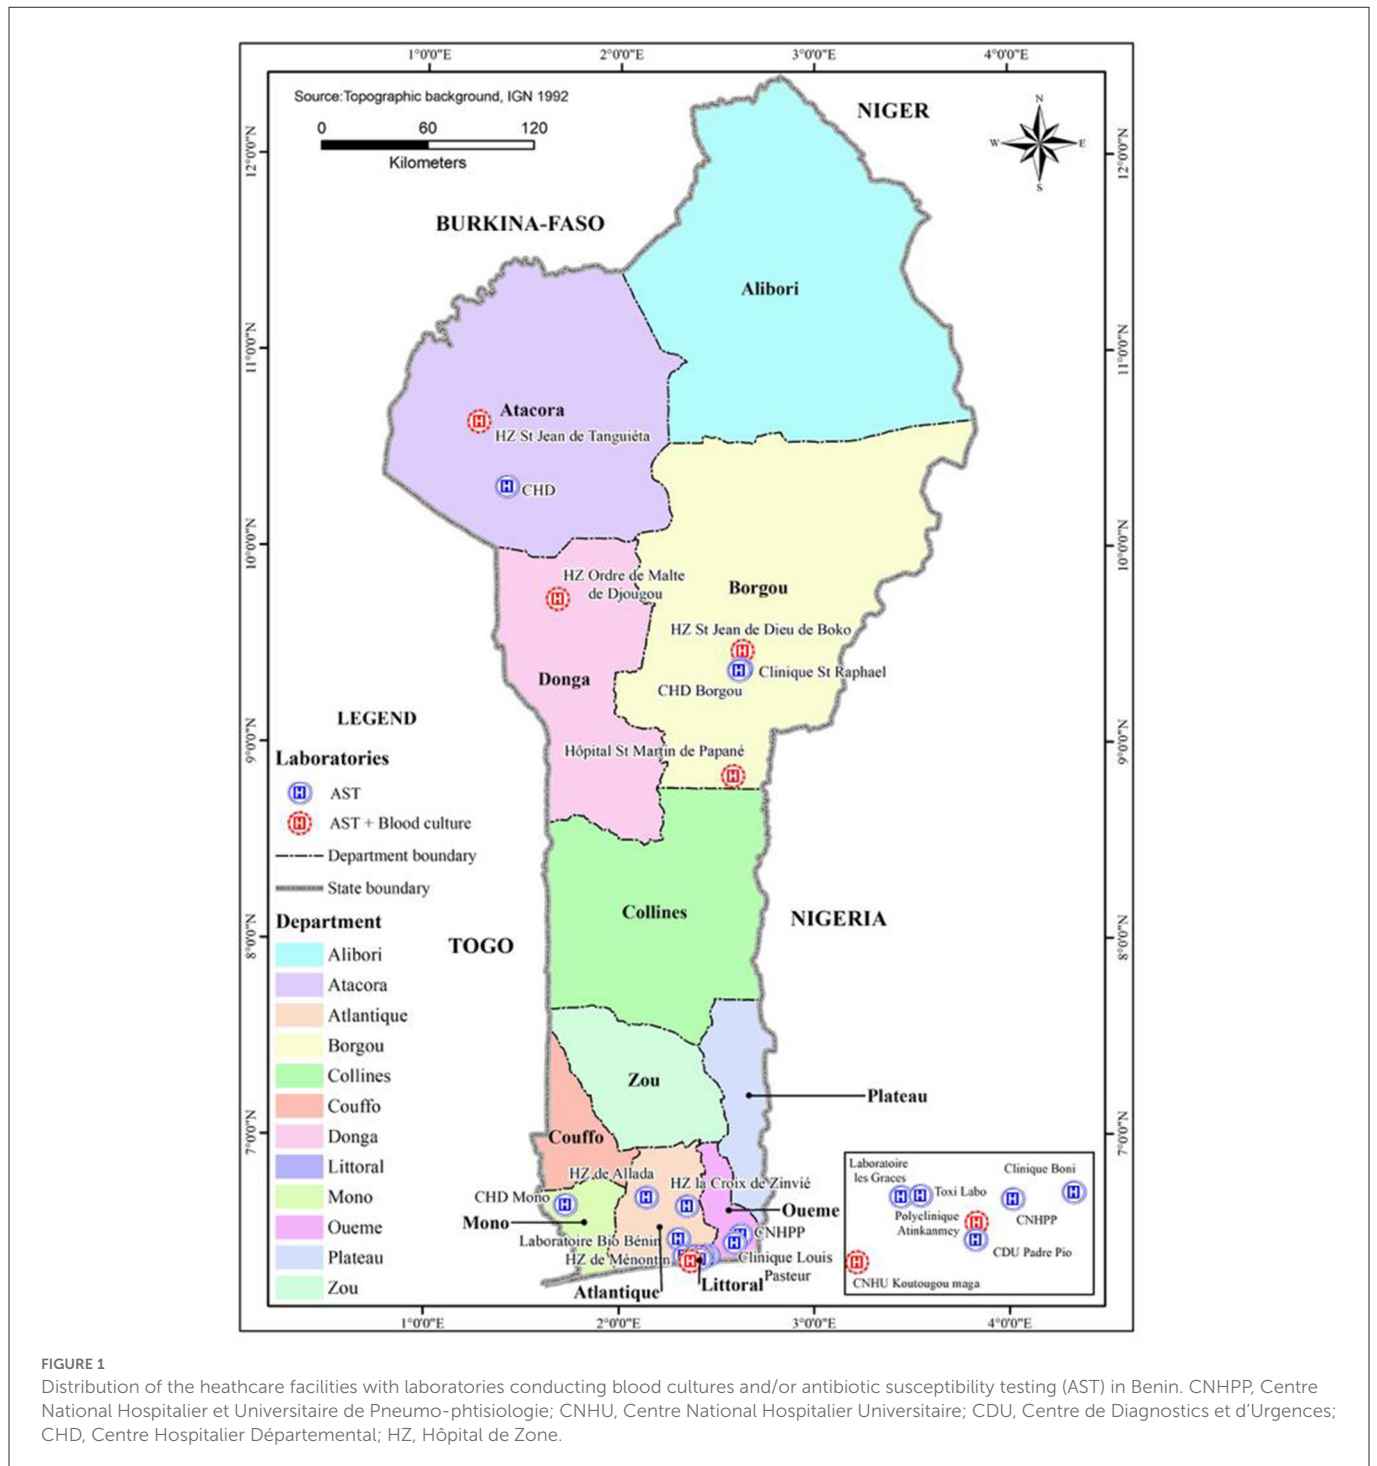 1°0'0"E 2°0'0"E 3°0'0"E 4°0'0"E
Source:Topographic background, IGN 1992
0 60 120
Kilometers
N
W E
S
NIGER
BURKINA-FASO
12°0'0"N
11°0'0"N
10°0'0"N
9°0'0"N
8°0'0"N
7°0'0"N
12°0'0"N
11°0'0"N
10°0'0"N
9°0'0"N
8°0'0"N
7°0'0"N
Alibori
Atacora
HZ St Jean de Tanguiéta
CHD
HZ Ordre de Malte
de Djougou
Borgou
HZ St Jean de Dieu de Boko
Clinique St Raphael
CHD Borgou
Donga
Hôpital St Martin de Papané
LEGEND
Laboratories
AST
AST + Blood culture
Department boundary
State boundary
Department
Alibori
Atacora
Atlantique
Borgou
Collines
Couffo
Donga
Littoral
Mono
Oueme
Plateau
Zou
Collines
NIGERIA
TOGO
Zou
Plateau
Couffo
HZ de Allada
HZ la Croix de Zinvié
CHD Mono
Mono
Oueme
Laboratoire Bio Bénin
CNHPP
HZ de Ménontin
Clinique Louis
Pasteur
Atlantique
Littoral
Laboratoire
les Graces
Toxi Labo
Clinique Boni
CNHPP
Polyclinique
Atinkanmey
CDU Padre Pio
CNHU Koutougou maga
1°0'0"E 2°0'0"E 3°0'0"E 4°0'0"E
FIGURE 1
Distribution of the heathcare facilities with laboratories conducting blood cultures and/or antibiotic susceptibility testing (AST) in Benin. CNHPP, Centre
National Hospitalier et Universitaire de Pneumo-phtisiologie; CNHU, Centre National Hospitalier Universitaire; CDU, Centre de Diagnostics et d'Urgences;
CHD, Centre Hospitalier Départemental; HZ, Hôpital de Zone.